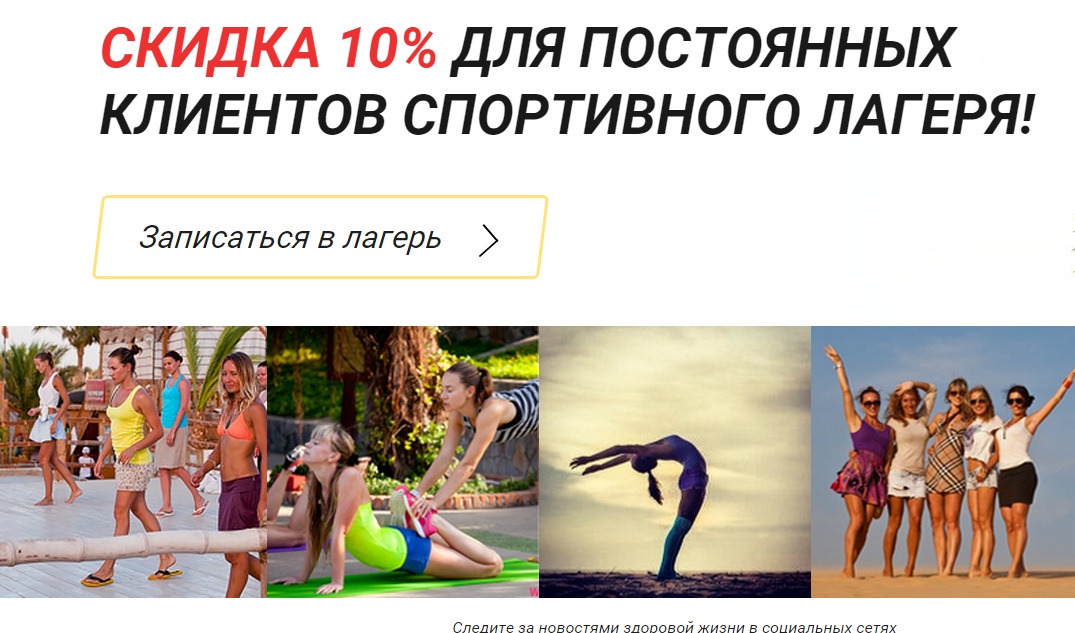 СКИДКА 10% ДЛЯ ПОСТОЯННЫХ
КЛИЕНТОВ СПОРТИВНОГО ЛАГЕРЯ!
Записаться в лагерь
Следите за новостями здоровой жизни в социальных сетях